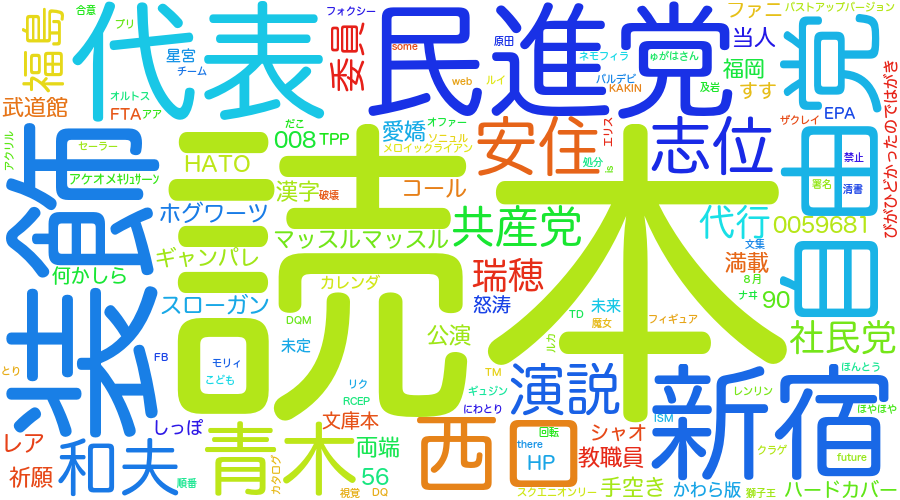 合意
プリ
フォクシー
ファニ
バストアップバージョン
福島
代表
民進党
自由党
星宮
チーム
委員
some
原田
ネモフィラ
当人
武道館
オルトス
FTA
アア
web
ルイ
パルデビ
KAKIN
ゅがはさん
及岩
福岡
すす
ザクレイ
EPA
アクリル
セーラー
だこ
008
TPP
愛嬌
オファー
ソニュル
メロイックライアン
安住
エリス
処分
is
志位
署名
禁止
清書
びがひどかったのではがき
アケオメキリュサーン
HATO
装飾
読本
漢字
破壊
コール
ホグワーツ
マッスルマッスル
共産党
代行
0059681
文集
ギャンパレ
何かしら
カレンダ
瑞穂
満載
8月
ナヰ
90
スローガン
怒涛
未来
魔女
TD
フィギュア
DQM
公演
社民党
未定
ルカ
FB
モリィ
こども
とり
リク
RCEP
TM
ギュジン
演説
新宿
レンリン
ほんとう
ほやほや
にわとり
ISM
レア
しっぽ
青木
文庫本
西口
there
回転
HP
シャオ
教職員
クラゲ
future
祈願
和夫
順番
カタログ
両端
56
視覚
DQ
スクエニオンリー
手空き
かわら版
獅子王
ハードカバー